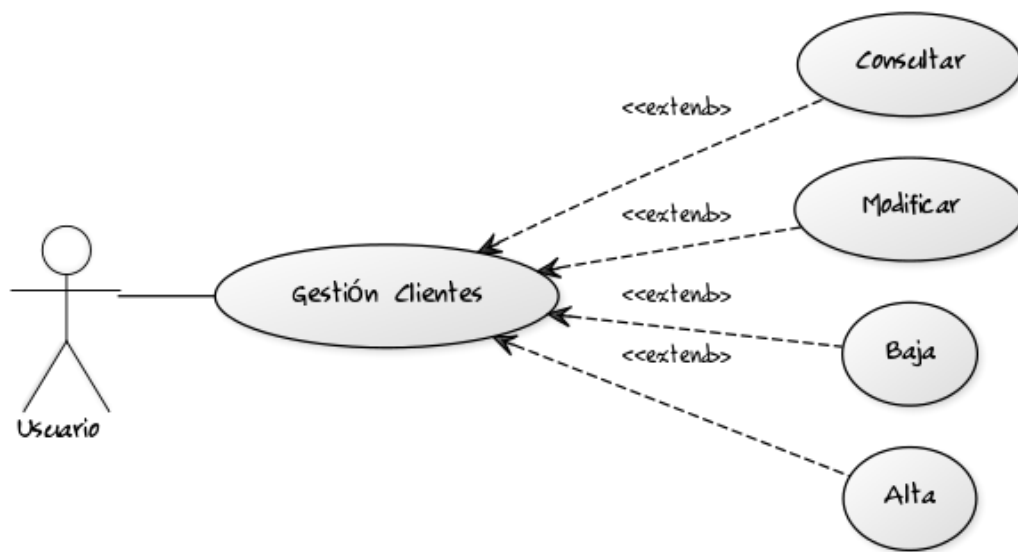 Consultar
<<extend>>
Modificar
<<extend>>
Gestión Clientes
<<extend>>
Baja
<<extend>>
Usuario
Alta